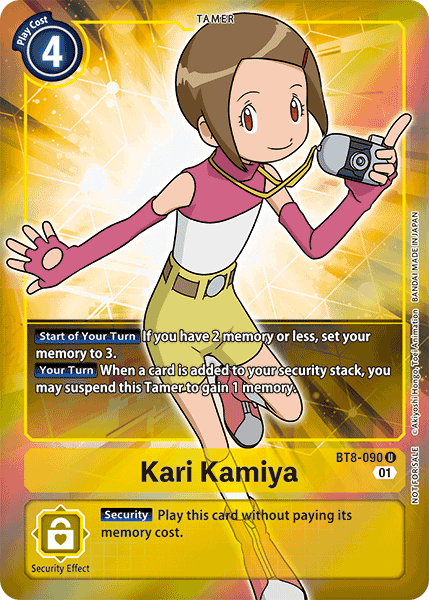 TAMER
Play Cost
4
Start of Your Turn If you have 2 memory or less, set your
memory to 3.
Your Turn When a card is added to your security stack, you
may suspend this Tamer to gain 1 memory.
BT8-090 U
01
Kari Kamiya
Security Play this card without paying its
memory cost.
Security Effect
NOT FOR SALE ©Akiyoshi Hongo, Toei Animation BANDAI MADE IN JAPAN